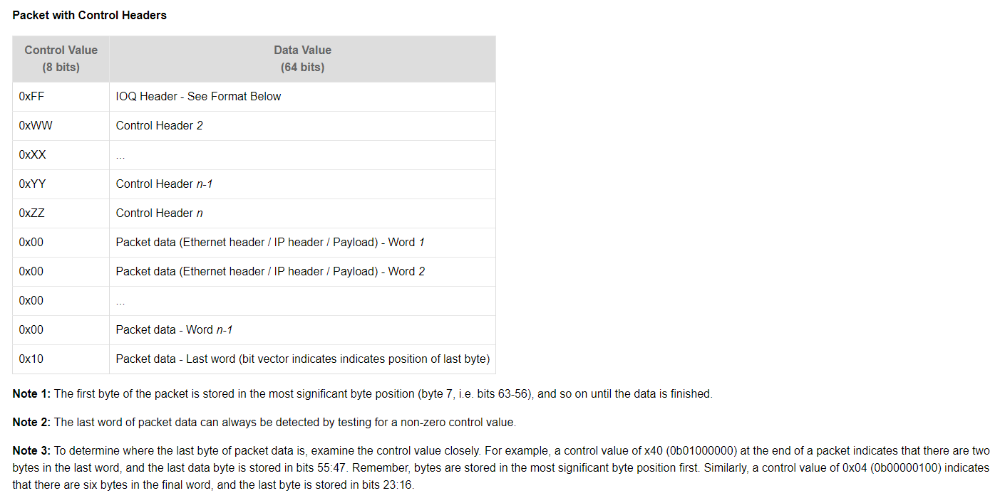 Packet with Control Headers
Control Value Data Value
(8 bits) (64 bits)
0xFF IOQ Header - See Format Below
0xWW Control Header 2
0xXX ...
0xYY Control Header n-1
0xZZ Control Header n
0x00 Packet data (Ethernet header / IP header / Payload) - Word 1
0x00 Packet data (Ethernet header / IP header / Payload) - Word 2
0x00 ...
0x00 Packet data - Word n-1
0x10 Packet data - Last word (bit vector indicates indicates position of last byte)
Note 1: The first byte of the packet is stored in the most significant byte position (byte 7, i.e. bits 63-56), and so on until the data is finished.
Note 2: The last word of packet data can always be detected by testing for a non-zero control value.
Note 3: To determine where the last byte of packet data is, examine the control value closely. For example, a control value of x40 (0b01000000) at the end of a packet indicates that there are two
bytes in the last word, and the last data byte is stored in bits 55:47. Remember, bytes are stored in the most significant byte position first. Similarly, a control value of 0x04 (0b00000100) indicates
that there are six bytes in the final word, and the last byte is stored in bits 23:16.